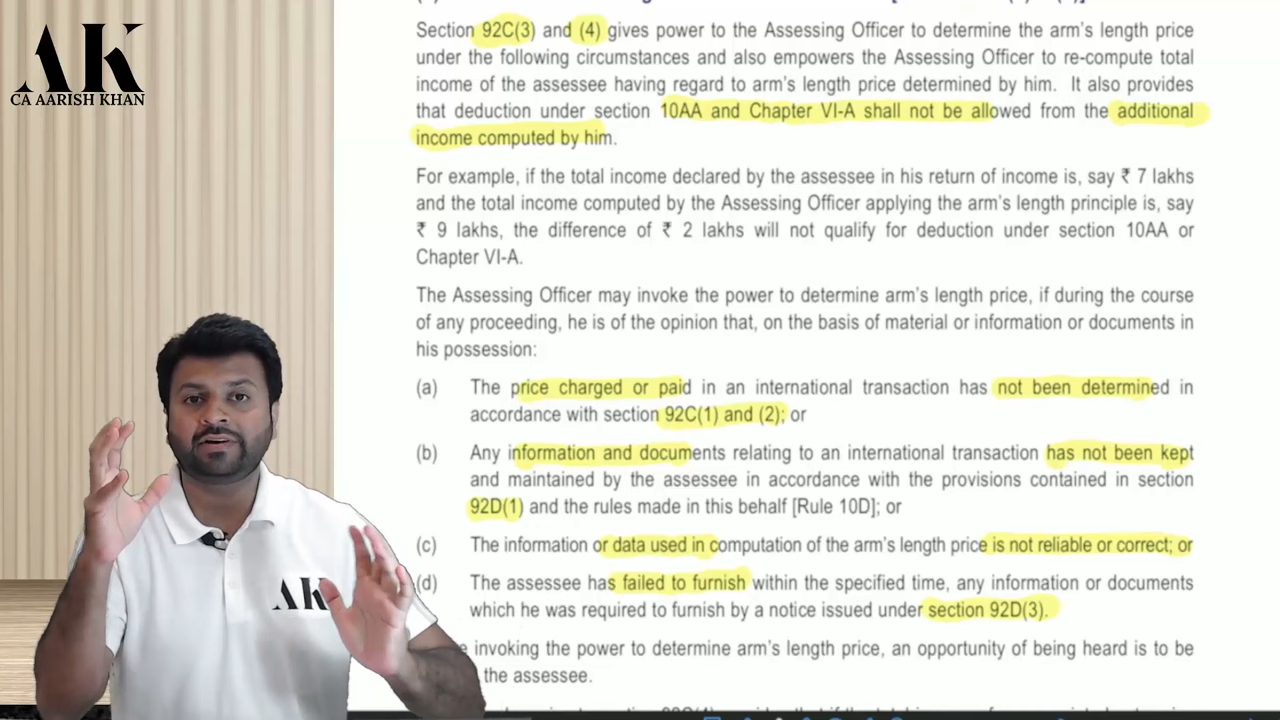 AK
CA AARISH KHAN
Section 92C(3) and (4) gives power to the Assessing Officer to determine the arm's length price
under the following circumstances and also empowers the Assessing Officer to re-compute total
income of the assessee having regard to arm's length price determined by him. It also provides
that deduction under section 10AA and Chapter VI-A shall not be allowed from the additional
income computed by him.
For example, if the total income declared by the assessee in his return of income is, say ₹ 7 lakhs
and the total income computed by the Assessing Officer applying the arm's length principle is, say
₹ 9 lakhs, the difference of ₹ 2 lakhs will not qualify for deduction under section 10AA or
Chapter VI-A.
The Assessing Officer may invoke the power to determine arm's length price, if during the course
of any proceeding, he is of the opinion that, on the basis of material or information or documents in
his possession:
(a) The price charged or paid in an international transaction has not been determined in
accordance with section 92C(1) and (2); or
(b) Any information and documents relating to an international transaction has not been kept
and maintained by the assessee in accordance with the provisions contained in section
92D(1) and the rules made in this behalf [Rule 10D]; or
(c) The information or data used in computation of the arm's length price is not reliable or correct; or
(d) The assessee has failed to furnish within the specified time, any information or documents
which he was required to furnish by a notice issued under section 92D(3).
invoking the power to determine arm's length price, an opportunity of being heard is to be
the assessee.
AK